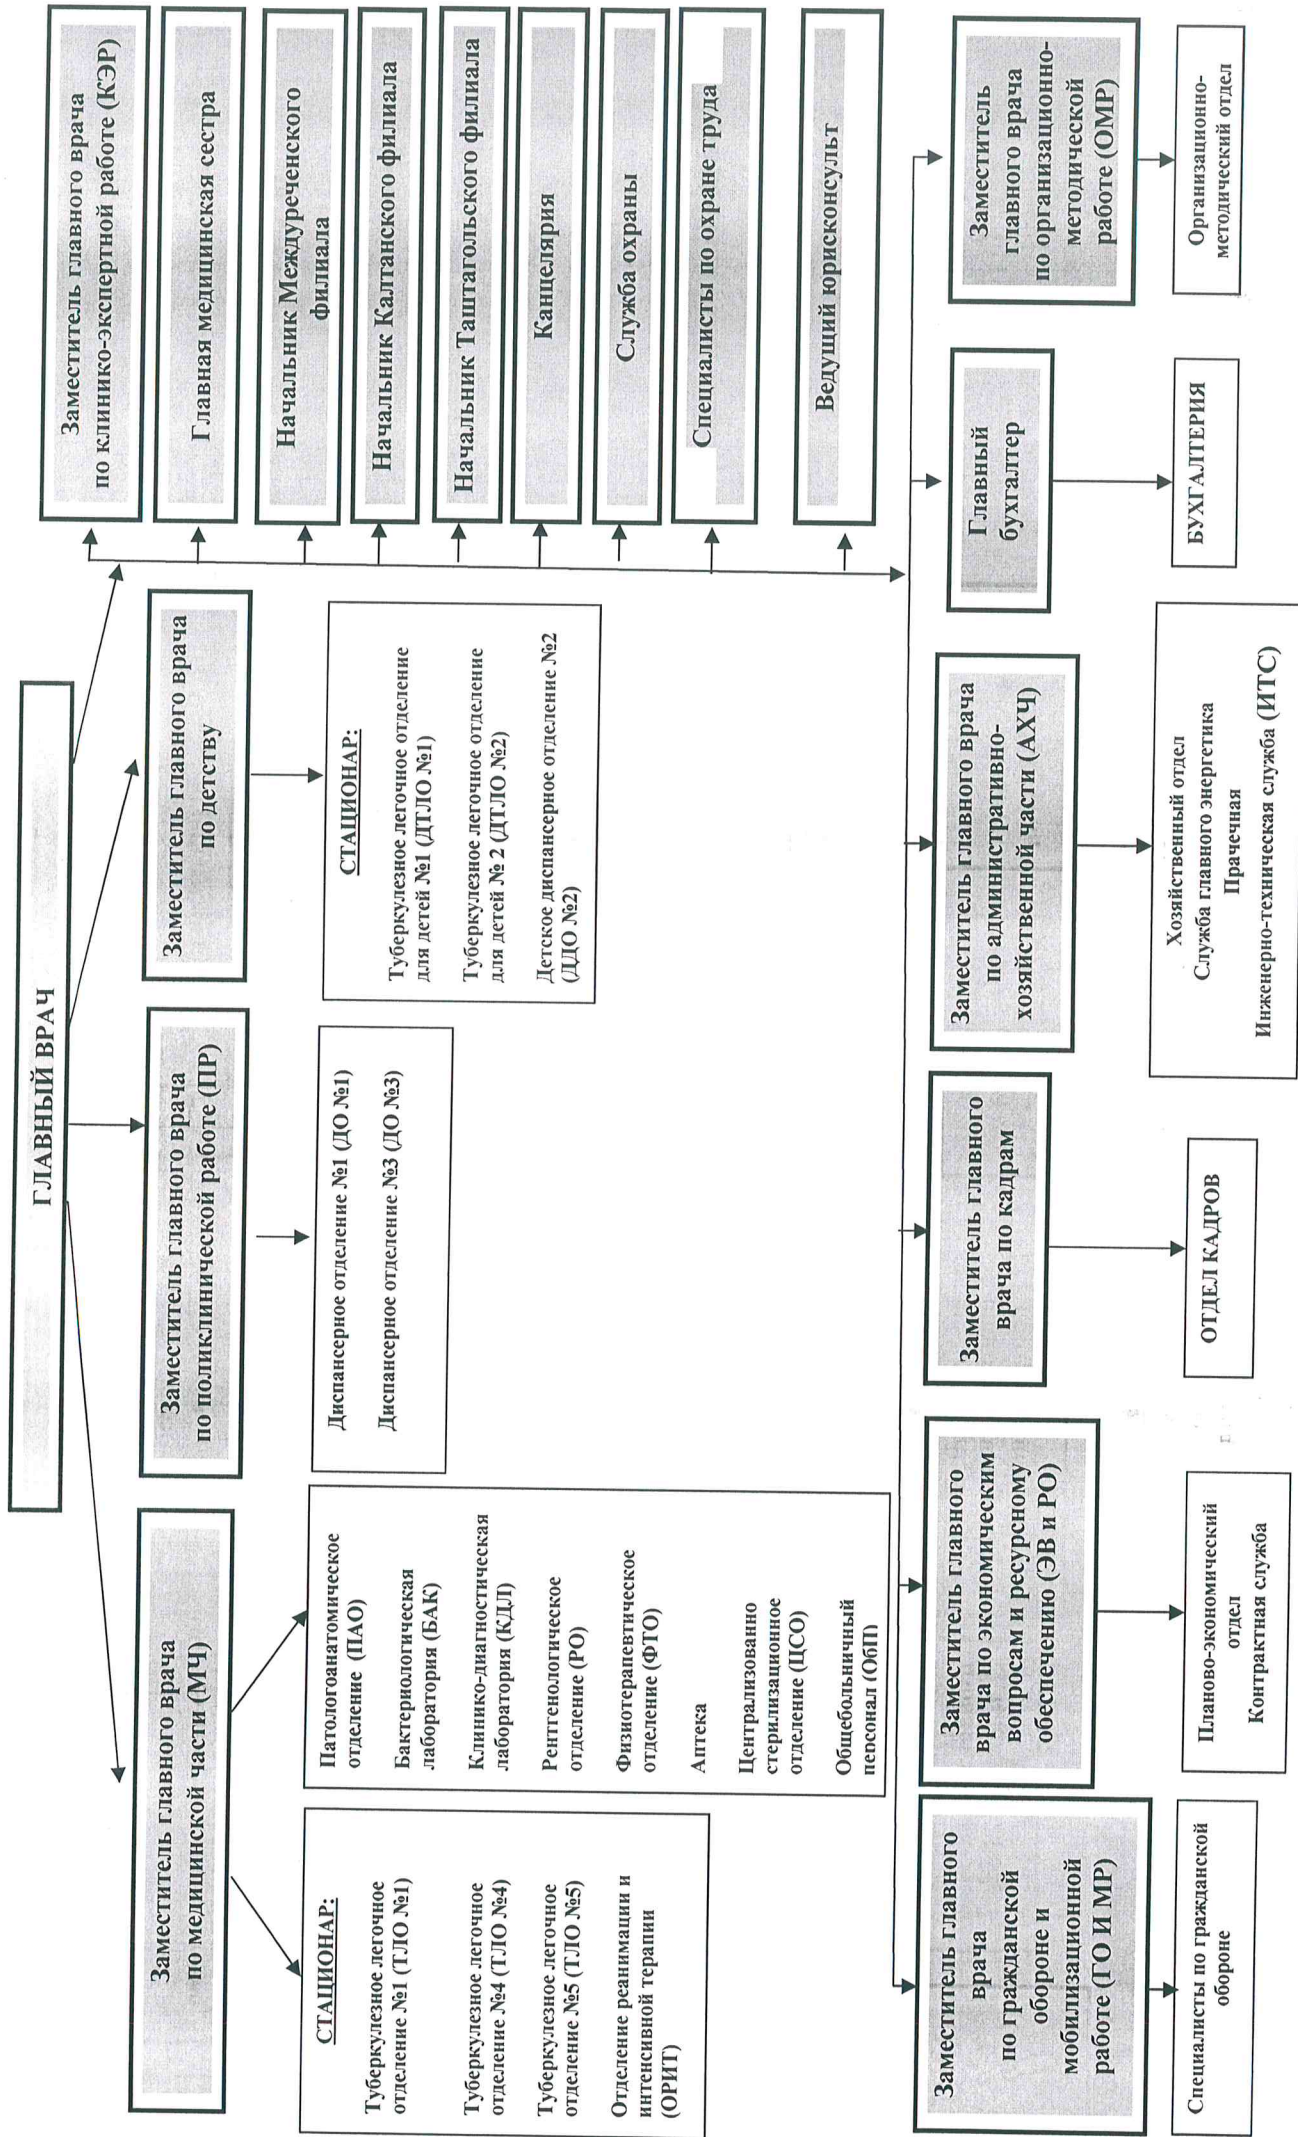 ГЛАВНЫЙ ВРАЧ
Заместитель главного врача
по медицинской части (МЧ)
Заместитель главного врача
по поликлинической работе (ПР)
Заместитель главного врача
по детству
Заместитель главного врача
по клинико-экспертной работе (КЭР)
Главная медицинская сестра
Начальник Междуреченского
филиала
Начальник Калтанского филиала
Начальник Таштагольского филиала
Канцелярия
Служба охраны
Специалисты по охране труда
Ведущий юрисконсульт
СТАЦИОНАР:
Туберкулезное легочное
отделение №1 (ТЛО №1)
Туберкулезное легочное
отделение №4 (ТЛО №4)
Туберкулезное легочное
отделение №5 (ТЛО №5)
Отделение реанимации и
интенсивной терапии
(ОРИТ)
Патологоанатомическое
отделение (ПАО)
Бактериологическая
лаборатория (БАК)
Клинико-диагностическая
лаборатория (КДЛ)
Рентгенологическое
отделение (РО)
Физиотерапевтическое
отделение (ФТО)
Аптека
Централизованно
стерилизационное
отделение (ЦСО)
Общебольничный
персонал (ОбП)
Диспансерное отделение №1 (ДО №1)
Диспансерное отделение №3 (ДО №3)
СТАЦИОНАР:
Туберкулезное легочное отделение
для детей №1 (ДТЛО №1)
Туберкулезное легочное отделение
для детей № 2 (ДТЛО №2)
Детское диспансерное отделение №2
(ДДО №2)
Заместитель главного
врача
по гражданской
обороне и
мобилизационной
работе (ГО И МР)
Заместитель главного
врача по экономическим
вопросам и ресурсному
обеспечению (ЭВ и РО)
Заместитель главного
врача по кадрам
Заместитель главного врача
по административно-
хозяйственной части (АХЧ)
Главный
бухгалтер
Заместитель
главного врача
по организационно-
методической
работе (ОМР)
Специалисты по гражданской
обороне
Планово-экономический
отдел
Контрактная служба
ОТДЕЛ КАДРОВ
Хозяйственный отдел
Служба главного энергетика
Прачечная
Инженерно-техническая служба (ИТС)
БУХГАЛТЕРИЯ
Организационно-
методический отдел